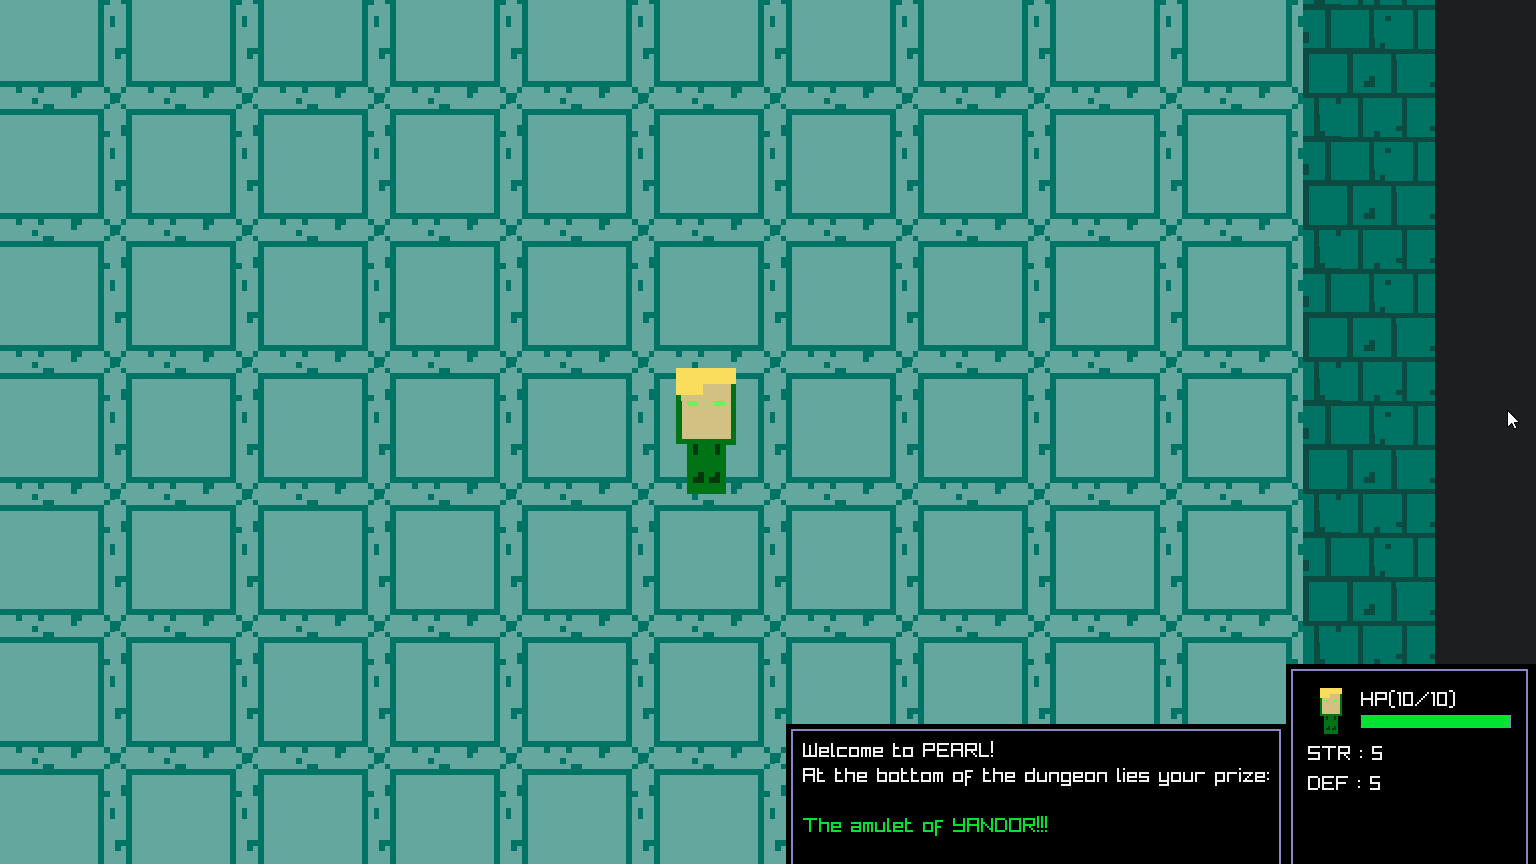 Welcome to PEARL!
At the bottom of the dungeon lies your prize:
The amulet of YANDOR!!!
HP(10/10)
STR : 5
DEF : 5